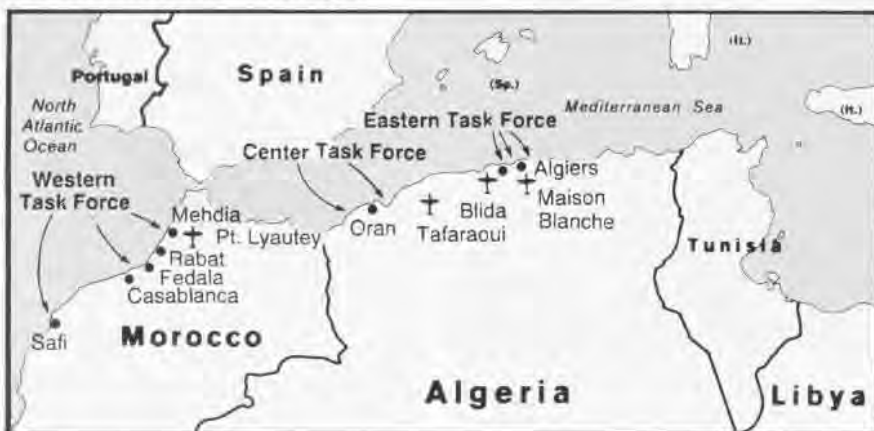 Portugal
Spain
(Sp.)
(It.)
(It.)
North
Atlantic
Ocean
Mediterranean Sea
Eastern Task Force
Center Task Force
Western
Task Force
Mehdia
Pt. Lyautey
Rabat
Fedala
Casablanca
Safi
Oran
Tafaraoui
Blida
Algiers
Maison
Blanche
Tunisia
Morocco
Algeria
Libya